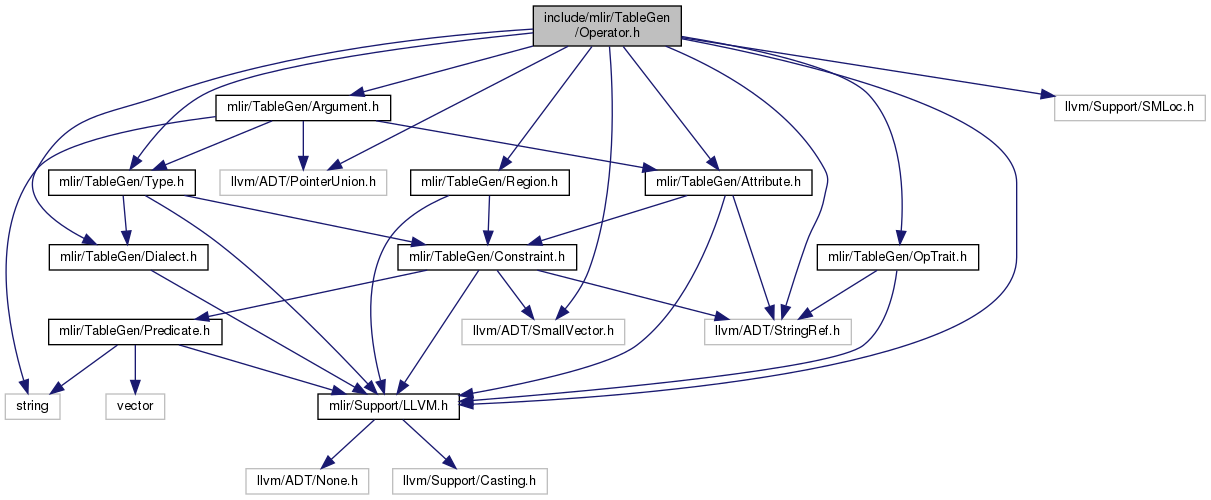 include/mlir/TableGen
/Operator.h
mlir/TableGen/Argument.h
llvm/Support/SMLoc.h
mlir/TableGen/Type.h
llvm/ADT/PointerUnion.h
mlir/TableGen/Region.h
mlir/TableGen/Attribute.h
mlir/TableGen/Dialect.h
mlir/TableGen/Constraint.h
mlir/TableGen/OpTrait.h
mlir/TableGen/Predicate.h
llvm/ADT/SmallVector.h
llvm/ADT/StringRef.h
string
vector
mlir/Support/LLVM.h
llvm/ADT/None.h
llvm/Support/Casting.h